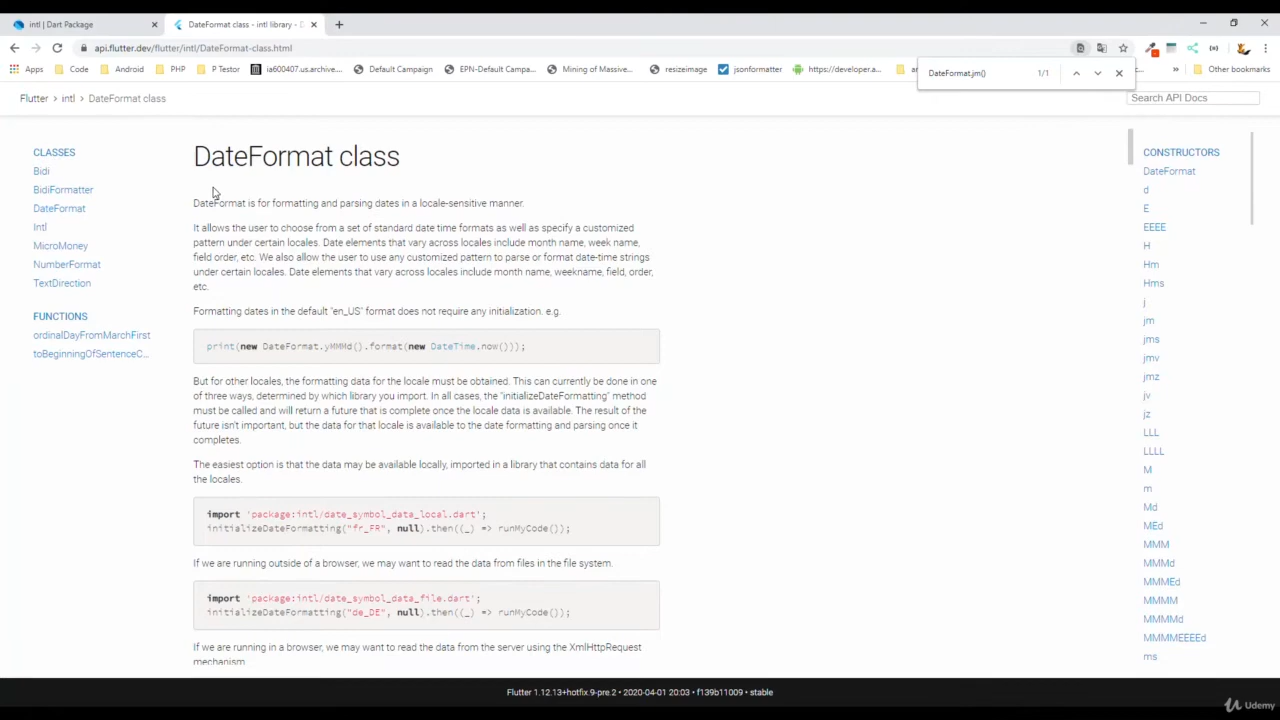 intl | Dart Package
DateFormat class - intl library - D
api.flutter.dev/flutter/intl/DateFormat-class.html
Apps
Code
Android
PHP
P Testor
ia600407.us.archive...
Default Campaign
EPN-Default Campa...
Mining of Massive...
resizeimage
jsonformatter
https://developer.a...
»
Other bookmarks
DateFormat.jm()
1/1
Flutter > intl > DateFormat class
Search API Docs
CLASSES
Bidi
BidiFormatter
DateFormat
Intl
MicroMoney
NumberFormat
TextDirection
FUNCTIONS
ordinalDayFromMarchFirst
toBeginningOfSentenceC...
DateFormat class
DateFormat is for formatting and parsing dates in a locale-sensitive manner.
It allows the user to choose from a set of standard date time formats as well as specify a customized
pattern under certain locales. Date elements that vary across locales include month name, week name,
field order, etc. We also allow the user to use any customized pattern to parse or format date-time strings
under certain locales. Date elements that vary across locales include month name, weekname, field, order,
etc.
Formatting dates in the default "en_US" format does not require any initialization. e.g.
print(new DateFormat.yMMMd().format(new DateTime.now()));
But for other locales, the formatting data for the locale must be obtained. This can currently be done in one
of three ways, determined by which library you import. In all cases, the "initializeDateFormatting" method
must be called and will return a future that is complete once the locale data is available. The result of the
future isn't important, but the data for that locale is available to the date formatting and parsing once it
completes.
The easiest option is that the data may be available locally, imported in a library that contains data for all
the locales.
import 'package:intl/date_symbol_data_local.dart';
initializeDateFormatting("fr_FR", null).then((_) => runMyCode());
If we are running outside of a browser, we may want to read the data from files in the file system.
import 'package:intl/date_symbol_data_file.dart';
initializeDateFormatting("de_DE", null).then((_) => runMyCode());
If we are running in a browser, we may want to read the data from the server using the XmlHttpRequest
mechanism.
CONSTRUCTORS
DateFormat
d
E
EEEE
H
Hm
Hms
j
jm
jms
jmv
jmz
jv
jz
LLL
LLLL
M
m
Md
MEd
MMM
MMMd
MMMEd
MMMM
MMMMd
MMMMEEEEd
ms
Flutter 1.12.13+hotfix.9-pre.2 • 2020-04-01 20:03 • f139b11009 • stable
Udemy